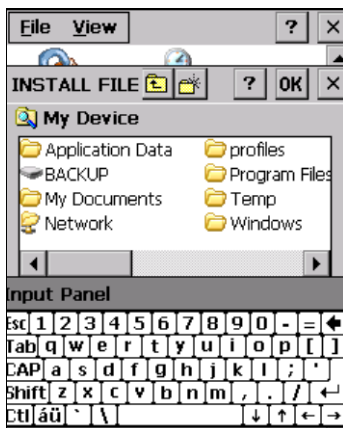 File View ? ×
INSTALL FILE ? OK ×
My Device
Application Data profiles
BACKUP Program Files
My Documents Temp
Network Windows
Input Panel
Esc 1 2 3 4 5 6 7 8 9 0 - =
Tab q w e r t y u i o p [ ]
CAP a s d f g h j k l ; '
Shift z x c v b n m , . /
Ctl áü ` \ ↓ ↑ ← →